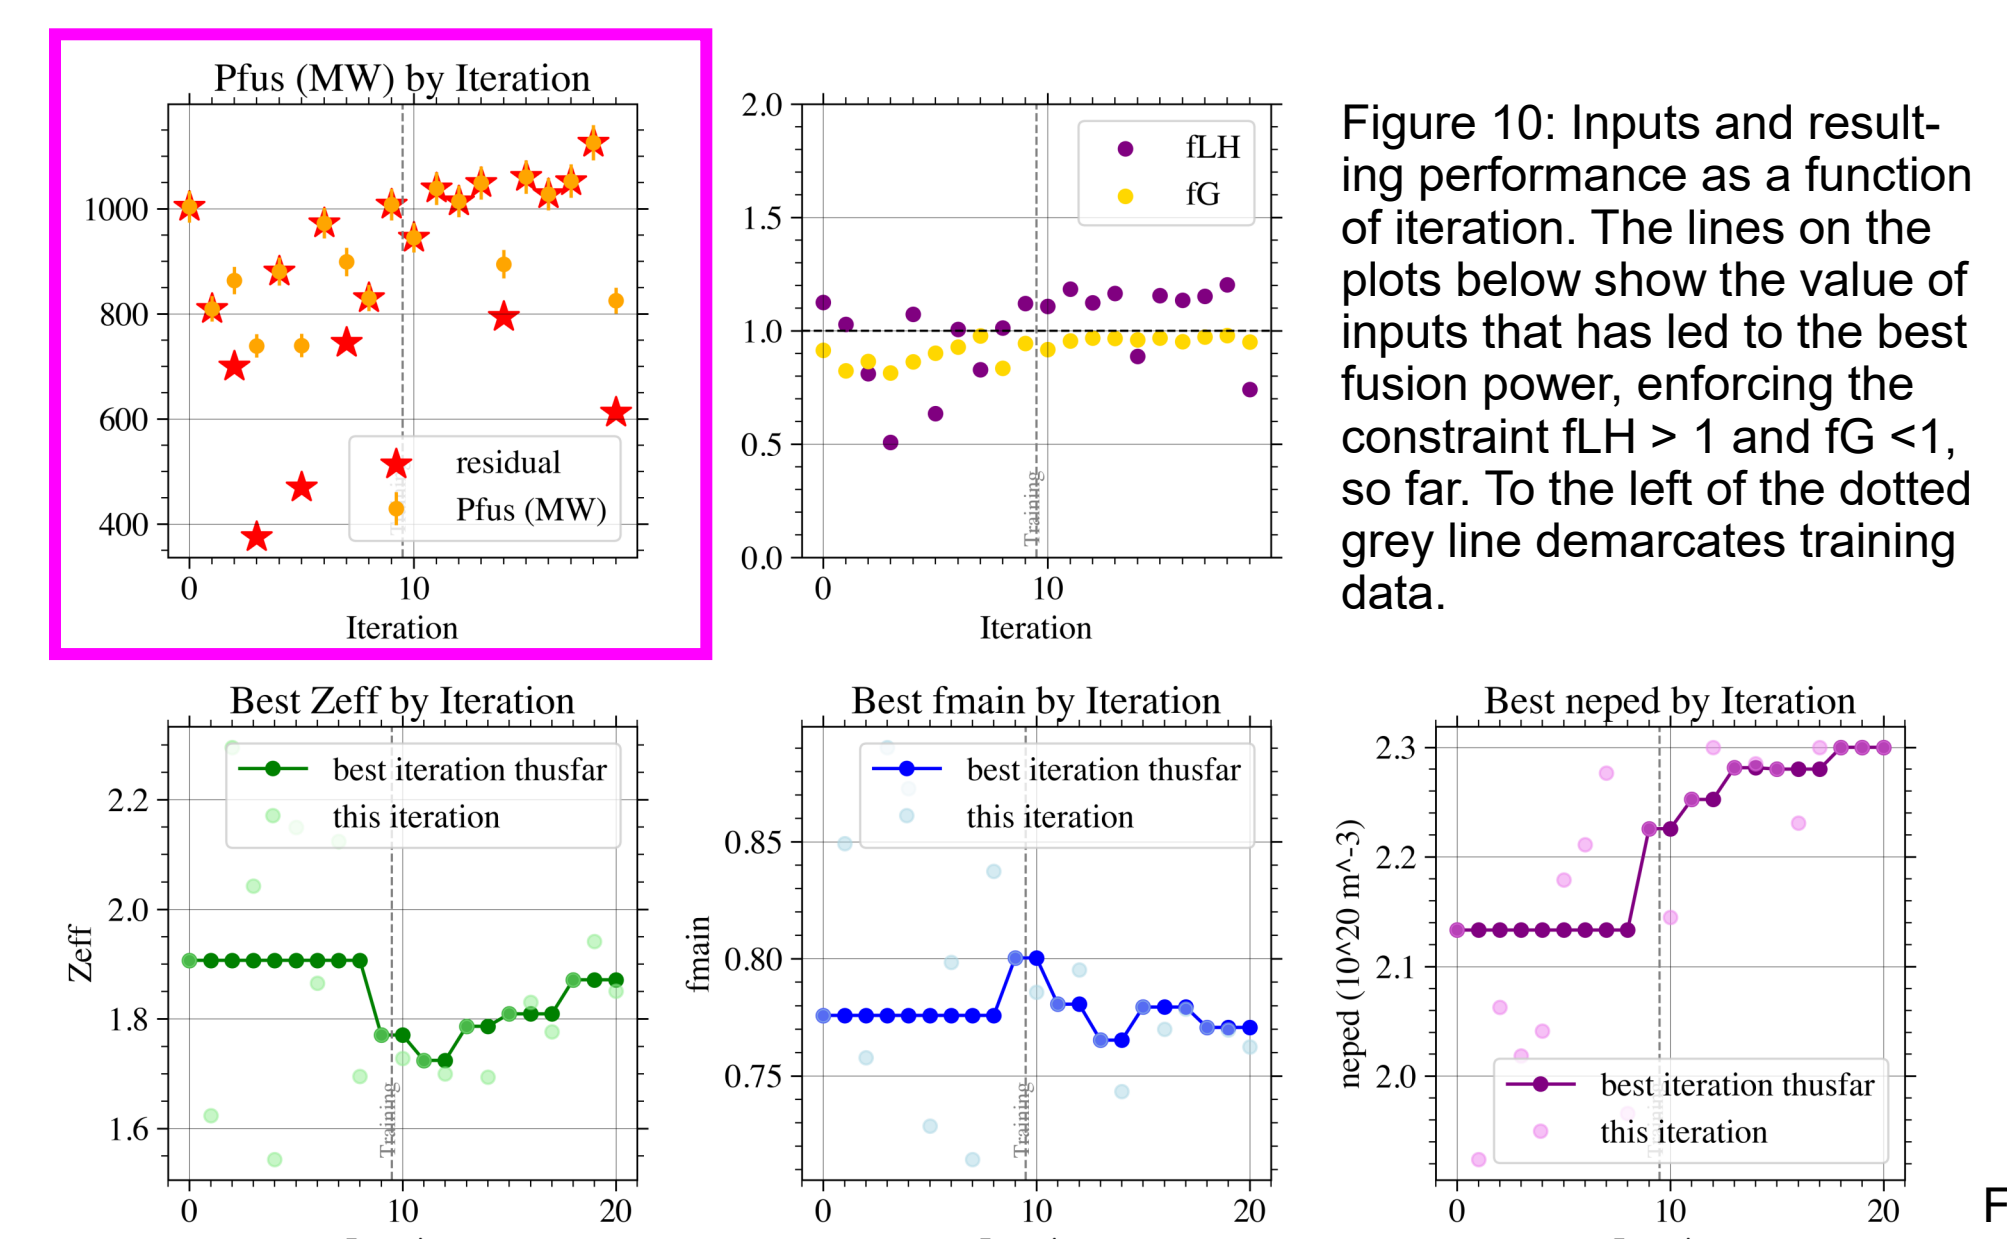 Pfus (MW) by Iteration
1000
800
600
400
residual
Pfus (MW)
0
10
Iteration
2.0
1.5
1.0
0.5
0.0
fLH
fG
Training
0
10
Iteration
Figure 10: Inputs and result-
ing performance as a function
of iteration. The lines on the
plots below show the value of
inputs that has led to the best
fusion power, enforcing the
constraint fLH > 1 and fG <1,
so far. To the left of the dotted
grey line demarcates training
data.
Best Zeff by Iteration
Zeff
2.2
2.0
1.8
1.6
best iteration thusfar
this iteration
Training
0
10
20
Best fmain by Iteration
fmain
0.85
0.80
0.75
best iteration thusfar
this iteration
Training
0
10
20
Best neped by Iteration
neped (10^20 m^-3)
2.3
2.2
2.1
2.0
best iteration thusfar
this iteration
0
10
20
F